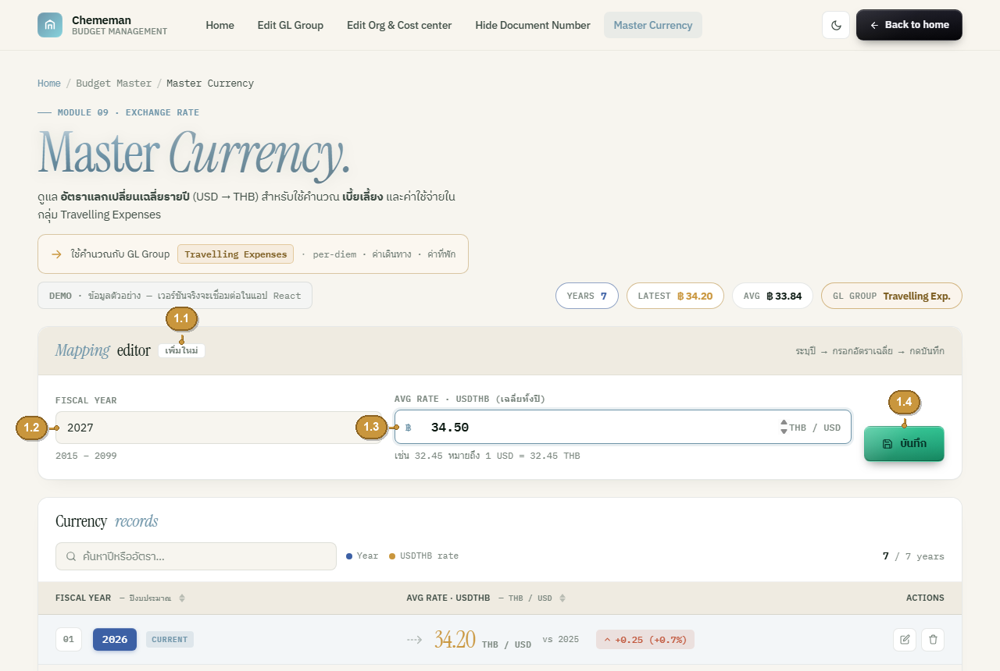 Chememan
BUDGET MANAGEMENT
Home
Edit GL Group
Edit Org & Cost center
Hide Document Number
Master Currency
Back to home
Home / Budget Master / Master Currency
MODULE 09 · EXCHANGE RATE
Master Currency.
ดูแล อัตราแลกเปลี่ยนเฉลี่ยรายปี (USD → THB) สำหรับใช้คำนวณ เบี้ยเลี้ยง และค่าใช้จ่ายใน
กลุ่ม Travelling Expenses
→ ใช้คำนวณกับ GL Group Travelling Expenses · per-diem · ค่าเดินทาง · ค่าที่พัก
DEMO · ข้อมูลตัวอย่าง — เวอร์ชันจริงจะเชื่อมต่อในแอป React
YEARS 7
LATEST ฿34.20
AVG ฿33.84
GL GROUP Travelling Exp.
1.1
Mapping editor เพิ่มใหม่
ระบุปี → กรอกอัตราเฉลี่ย → กดบันทึก
FISCAL YEAR
AVG RATE · USDTHB (เฉลี่ยทั้งปี)
1.4
1.2
2027
1.3
฿ 34.50 THB / USD
บันทึก
2015 – 2099
เช่น 32.45 หมายถึง 1 USD = 32.45 THB
Currency records
ค้นหาปีหรืออัตรา...
Year
USDTHB rate
7 / 7 years
FISCAL YEAR — ปีงบประมาณ
AVG RATE · USDTHB — THB / USD
ACTIONS
01 2026 CURRENT
34.20 THB / USD vs 2025 +0.25 (+0.7%)